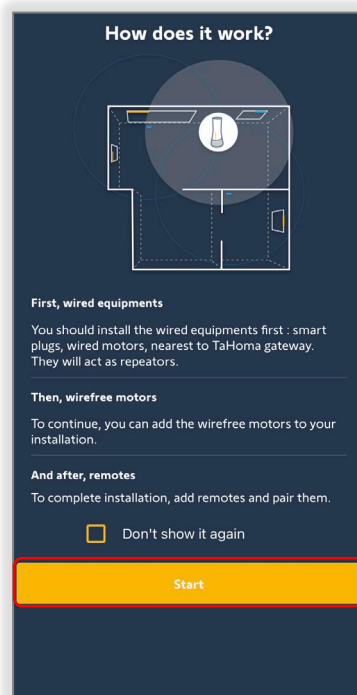 How does it work?
First, wired equipments
You should install the wired equipments first : smart
plugs, wired motors, nearest to TaHoma gateway.
They will act as repeators.
Then, wirefree motors
To continue, you can add the wirefree motors to your
installation.
And after, remotes
To complete installation, add remotes and pair them.
Don't show it again
Start